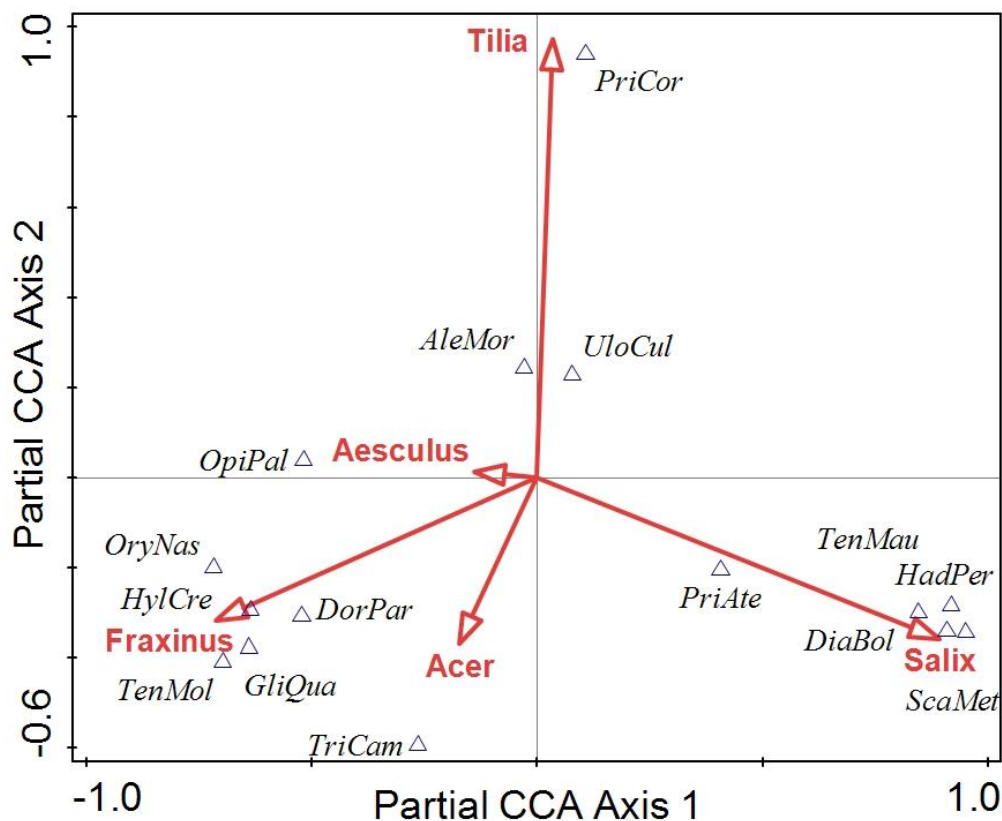 1.0
Tilia
PriCor
Partial CCA Axis 2
AleMor
UloCul
OpiPal
Aesculus
OryNas
TenMau
HadPer
HylCre
DorPar
PriAte
Fraxinus
DiaBol
Acer
Salix
TenMol
GliQua
ScaMet
TriCam
-0.6
-1.0
Partial CCA Axis 1
1.0